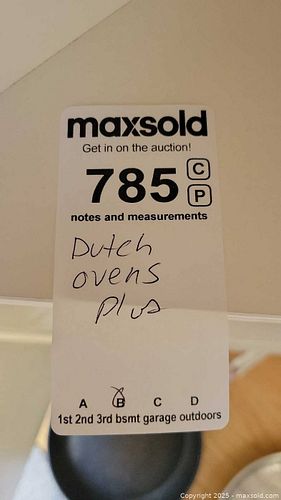 maxsold
Get in on the auction!
785 C
P
notes and measurements
Dutch
ovens
Plus
A B C D
1st 2nd 3rd bsmt garage outdoors
Copyright © 2025 - maxsold.com